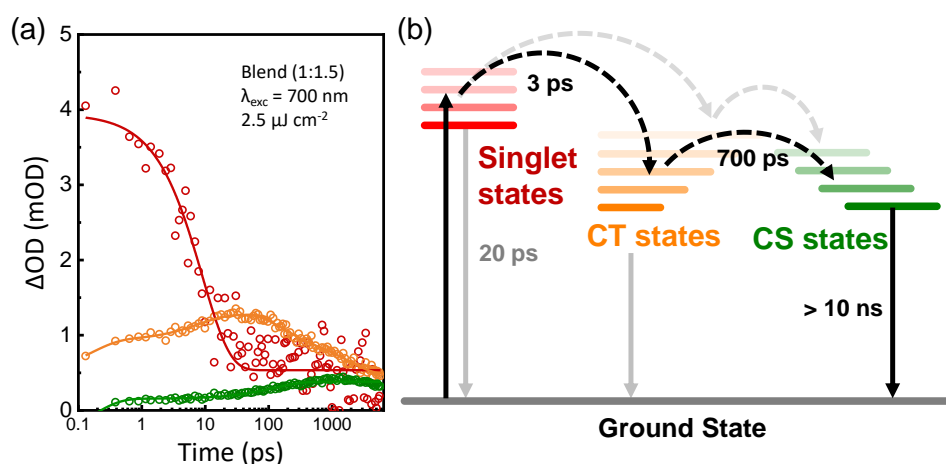 (a)
5
4
3
2
1
0
ΔOD (mOD)
0.1
1
10
100
1000
Time (ps)
Blend (1:1.5)
λexc = 700 nm
2.5 μJ cm-2
(b)
3 ps
700 ps
Singlet
states
CT states
CS states
20 ps
> 10 ns
Ground State